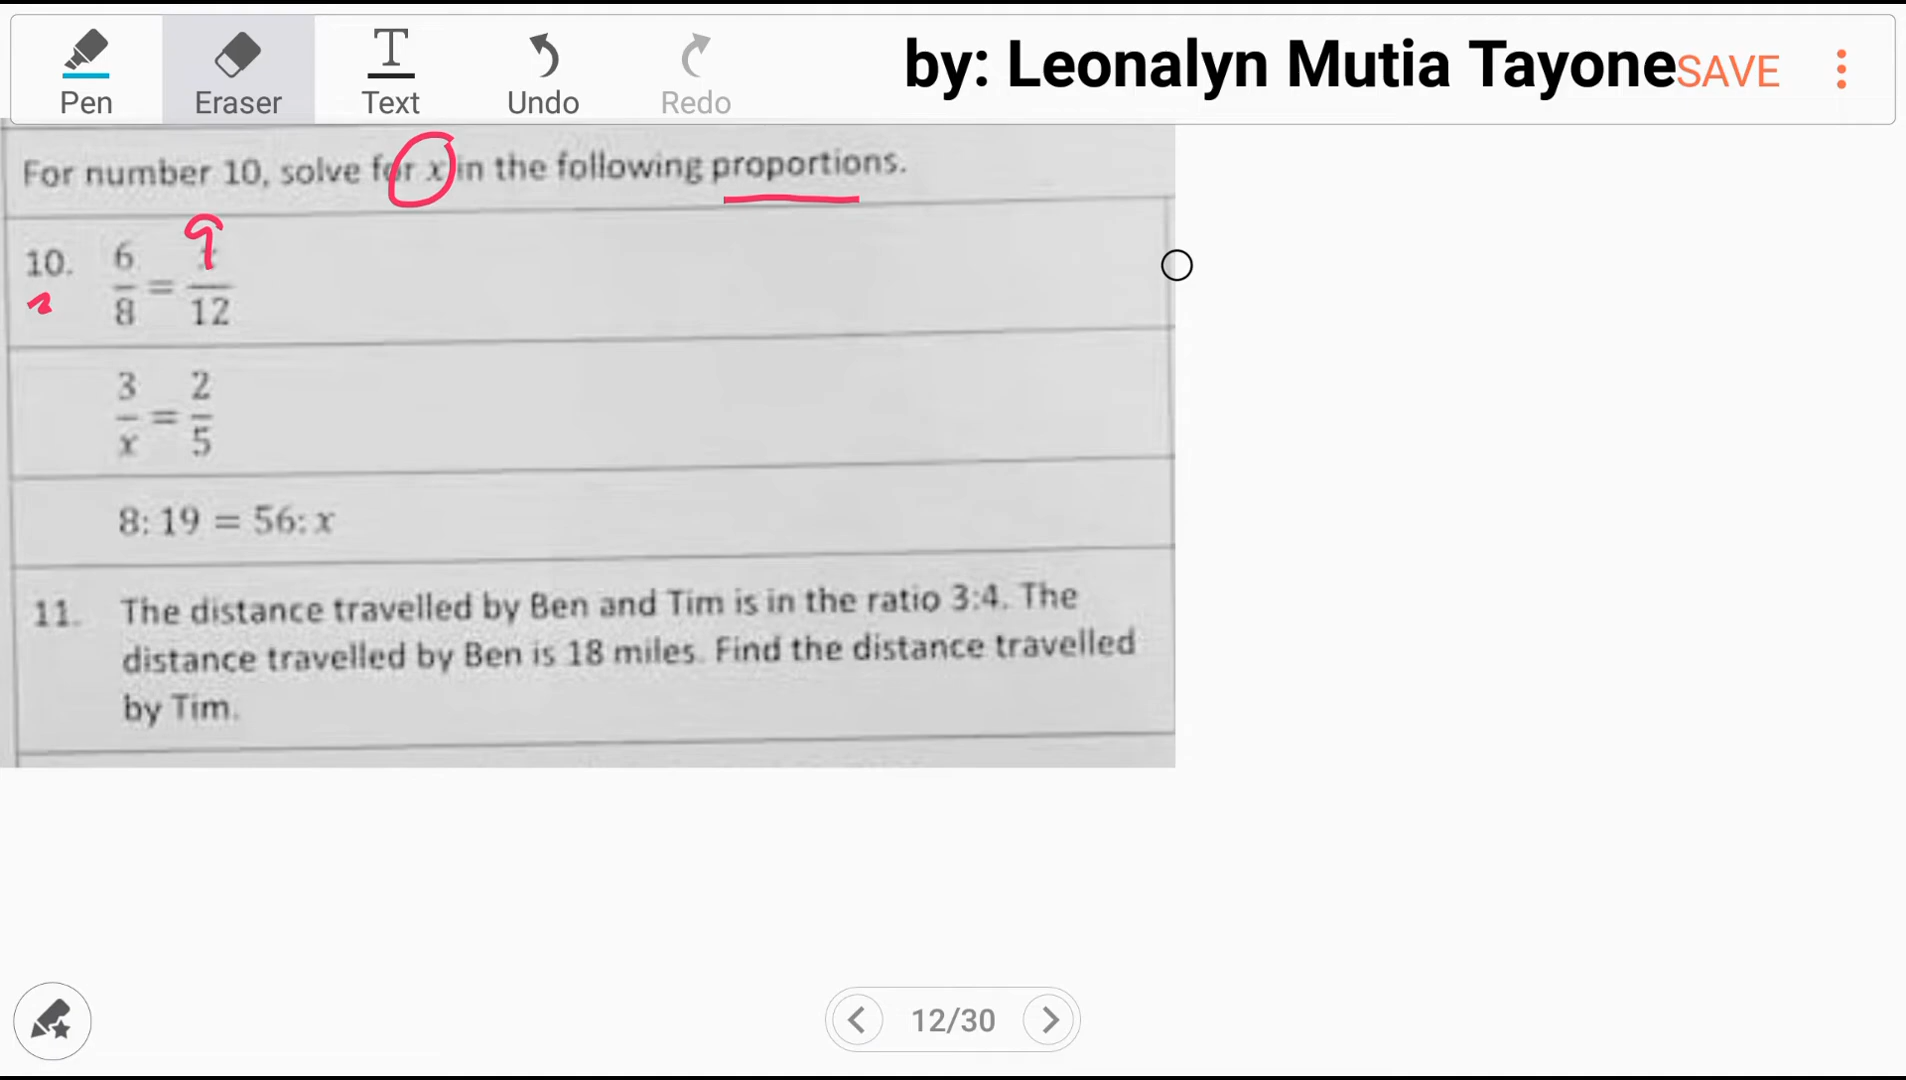 Pen
Eraser
Text
Undo
Redo
by: Leonalyn Mutia Tayone
SAVE
For number 10, solve for x in the following proportions.
10. 6/8 = 9/12
3/x = 2/5
8: 19 = 56: x
11. The distance travelled by Ben and Tim is in the ratio 3:4. The
distance travelled by Ben is 18 miles. Find the distance travelled
by Tim.
12/30